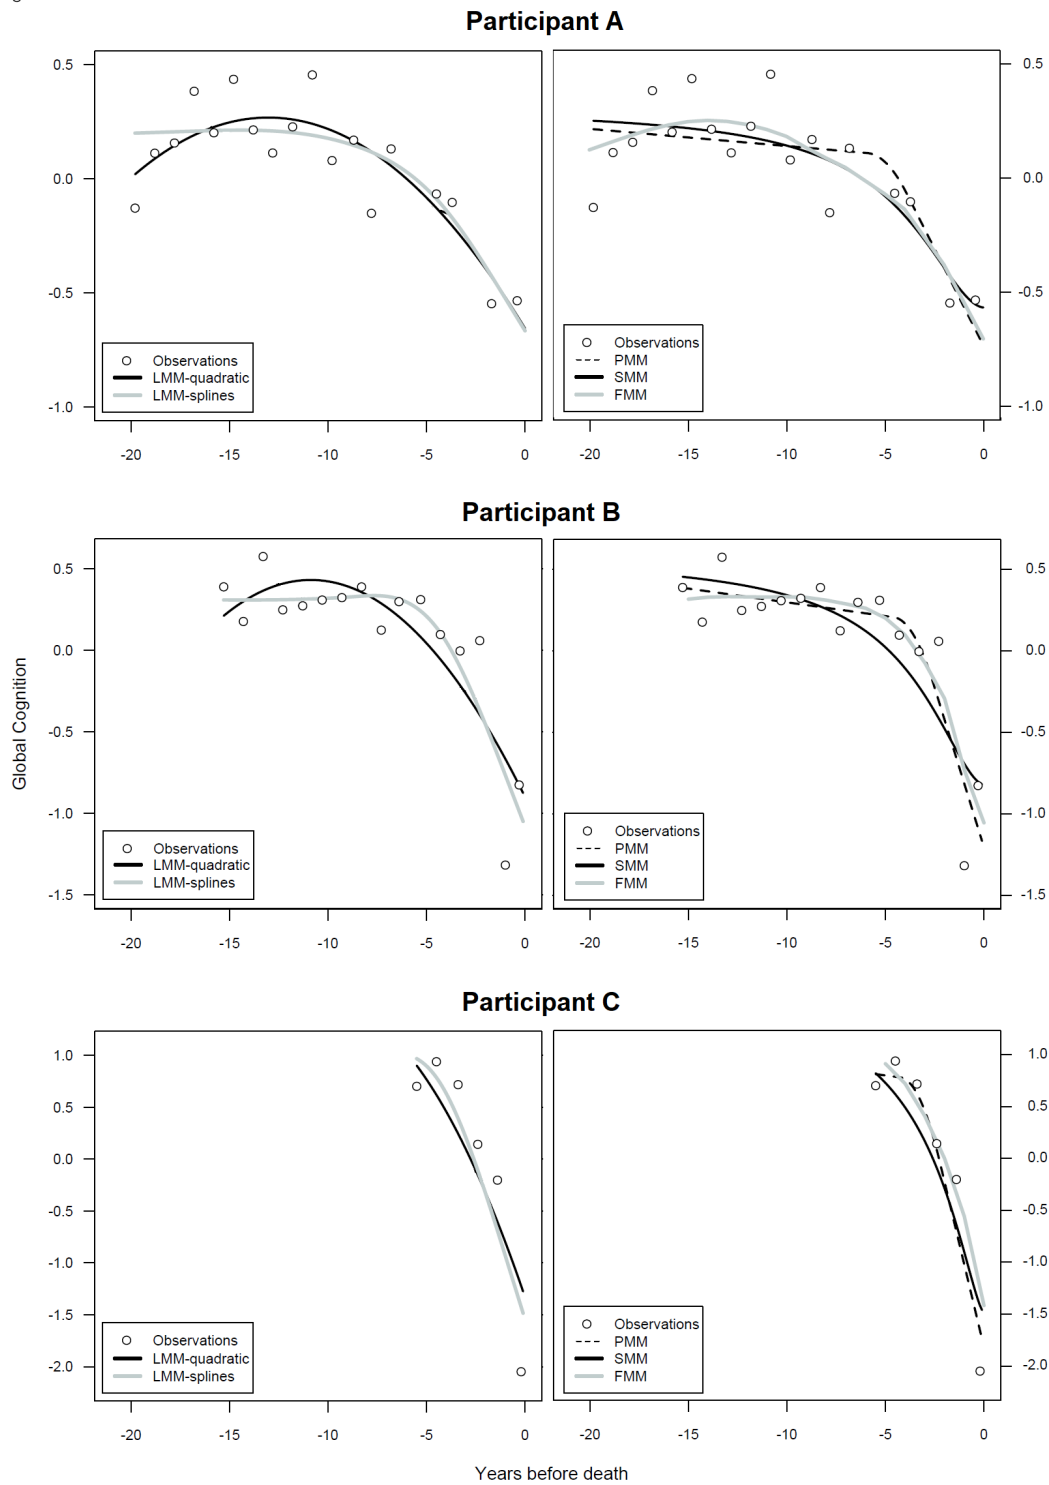 Participant A
0.5
0.0
-0.5
-1.0
Observations
LMM-quadratic
LMM-splines
-20 -15 -10 -5 0
0.5
0.0
-0.5
-1.0
Observations
PMM
SMM
FMM
-20 -15 -10 -5 0
Participant B
Global Cognition
0.5
0.0
-0.5
-1.0
-1.5
Observations
LMM-quadratic
LMM-splines
-20 -15 -10 -5 0
0.5
0.0
-0.5
-1.0
-1.5
Observations
PMM
SMM
FMM
-20 -15 -10 -5 0
Participant C
1.0
0.5
0.0
-0.5
-1.0
-1.5
-2.0
Observations
LMM-quadratic
LMM-splines
-20 -15 -10 -5 0
1.0
0.5
0.0
-0.5
-1.0
-1.5
-2.0
Observations
PMM
SMM
FMM
-20 -15 -10 -5 0
Years before death